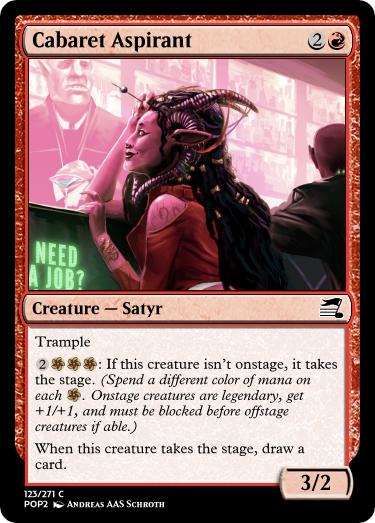 Cabaret Aspirant 2
NEED
A JOB?
Creature — Satyr
Trample
2 : If this creature isn't onstage, it takes
the stage. (Spend a different color of mana on
each . Onstage creatures are legendary, get
+1/+1, and must be blocked before offstage
creatures if able.)
When this creature takes the stage, draw a
card.
3/2
123/271 C
POP2 Andreas AAS Schroth